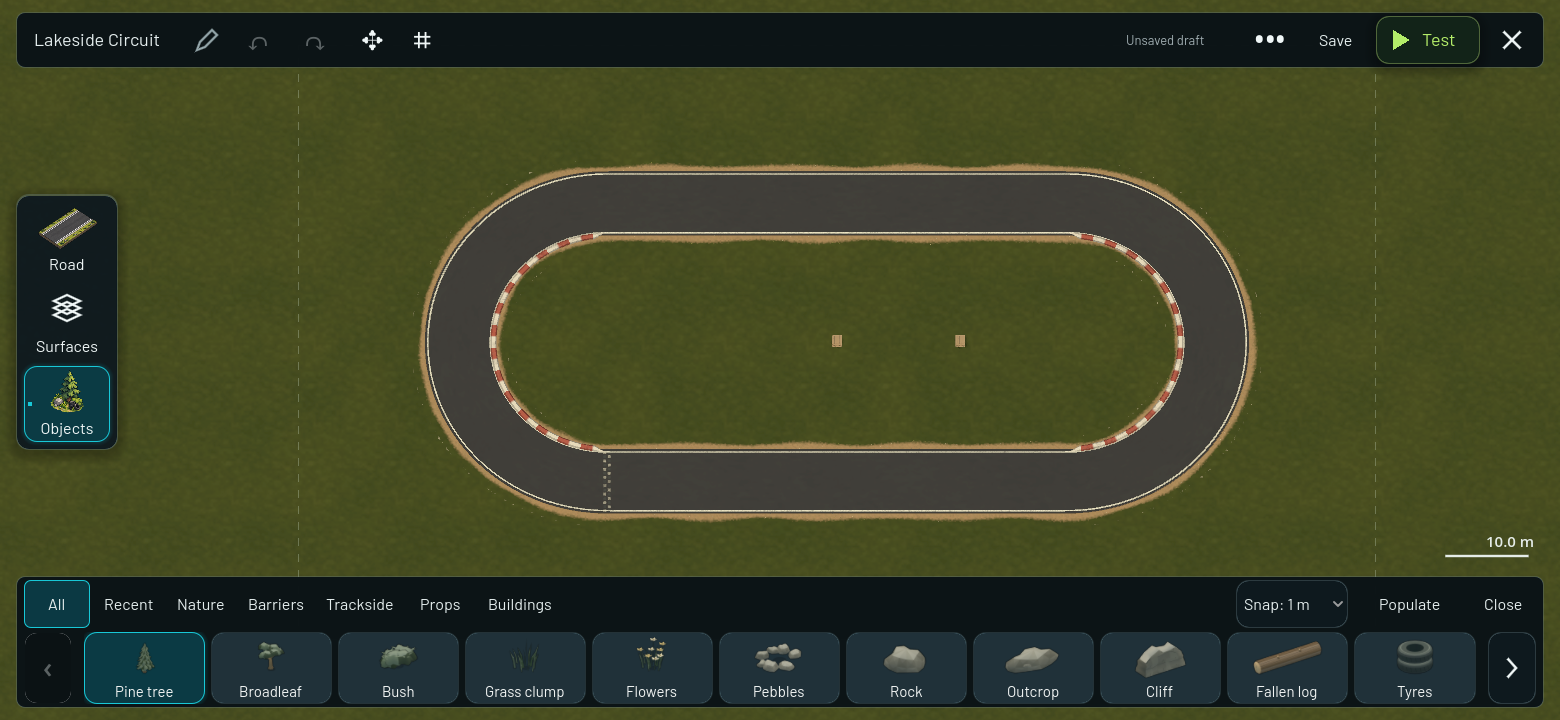 Lakeside Circuit
Unsaved draft
Save
Test
Road
Surfaces
Objects
10.0 m
All
Recent
Nature
Barriers
Trackside
Props
Buildings
Snap: 1 m
Populate
Close
Pine tree
Broadleaf
Bush
Grass clump
Flowers
Pebbles
Rock
Outcrop
Cliff
Fallen log
Tyres